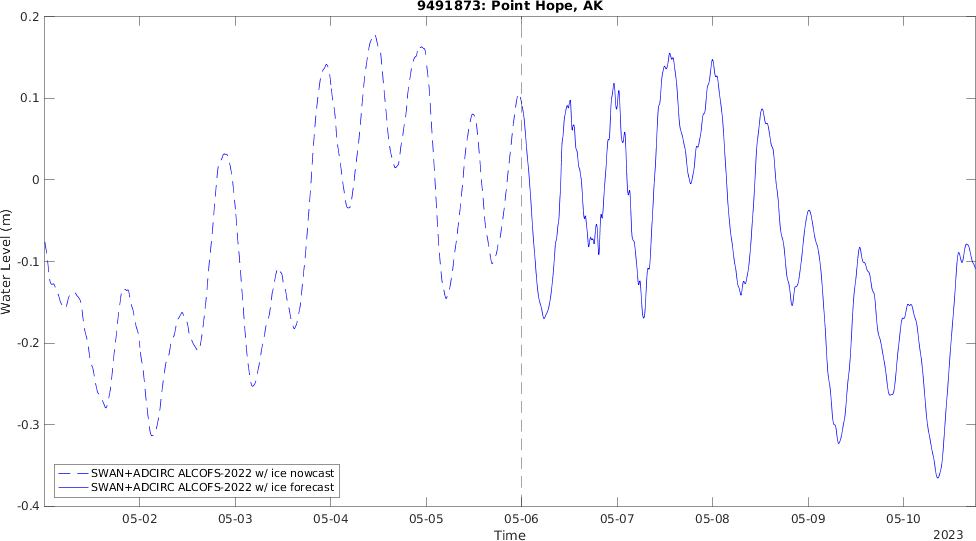 9491873: Point Hope, AK
Water Level (m)
0.2
0.1
0
-0.1
-0.2
-0.3
-0.4
SWAN+ADCIRC ALCOFS-2022 w/ ice nowcast
SWAN+ADCIRC ALCOFS-2022 w/ ice forecast
05-02 05-03 05-04 05-05 05-06 05-07 05-08 05-09 05-10
Time
2023